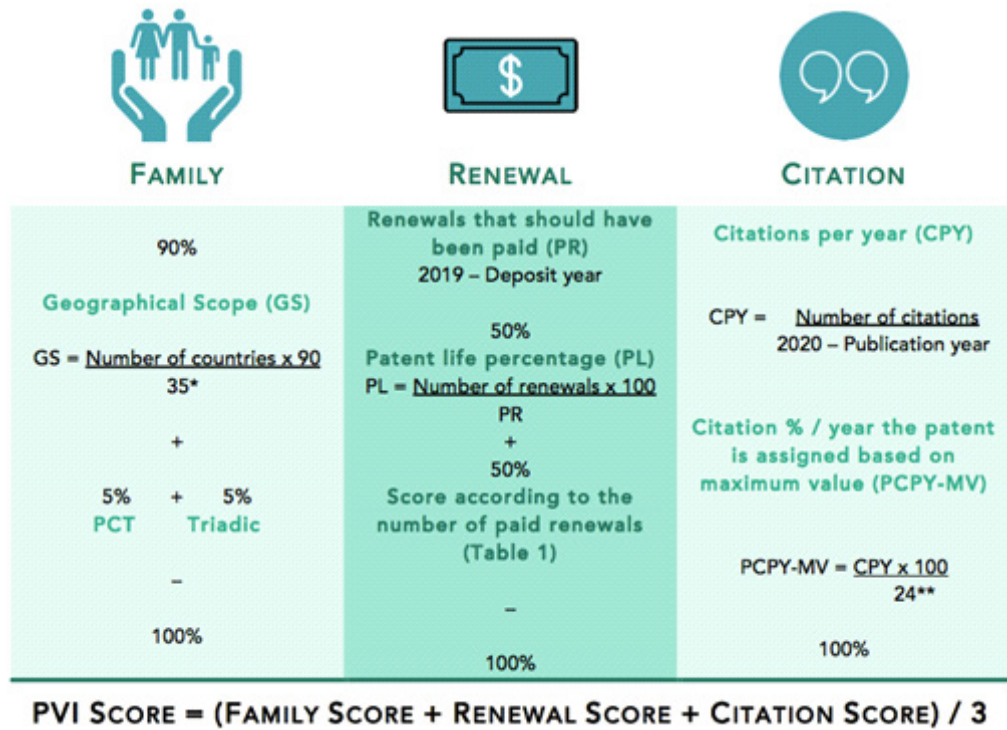 $
FAMILY
90%
Geographical Scope (GS)
GS = Number of countries x 90
35*
+
5% + 5%
PCT Triadic
–
100%
RENEWAL
Renewals that should have
been paid (PR)
2019 – Deposit year
50%
Patent life percentage (PL)
PL = Number of renewals x 100
PR
+
50%
Score according to the
number of paid renewals
(Table 1)
–
100%
CITATION
Citations per year (CPY)
CPY = Number of citations
2020 – Publication year
Citation % / year the patent
is assigned based on
maximum value (PCPY-MV)
PCPY-MV = CPY x 100
24**
100%
PVI SCORE = (FAMILY SCORE + RENEWAL SCORE + CITATION SCORE) / 3